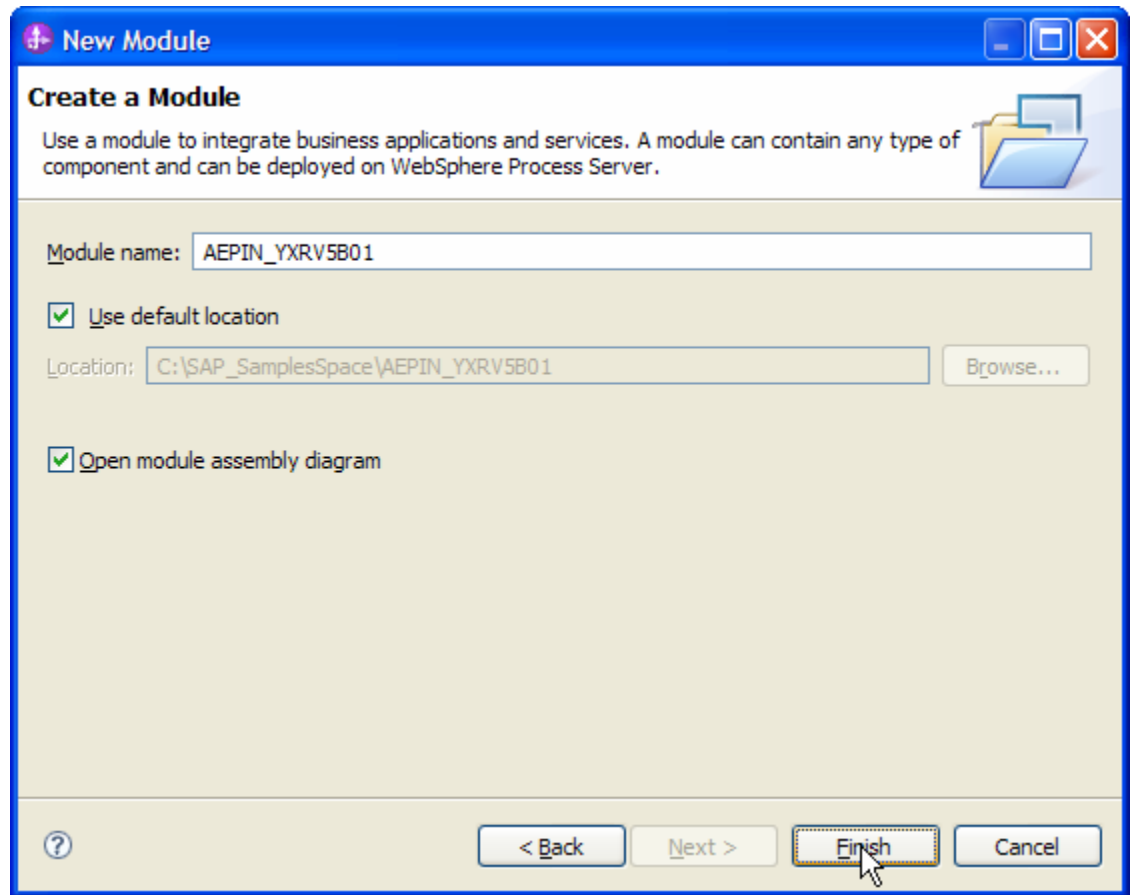 New Module
Create a Module
Use a module to integrate business applications and services. A module can contain any type of
component and can be deployed on WebSphere Process Server.
Module name: AEPIN_YXRV5B01
Use default location
Location: C:\SAP_SamplesSpace\AEPIN_YXRV5B01 Browse...
Open module assembly diagram
? < Back Next > Finish Cancel